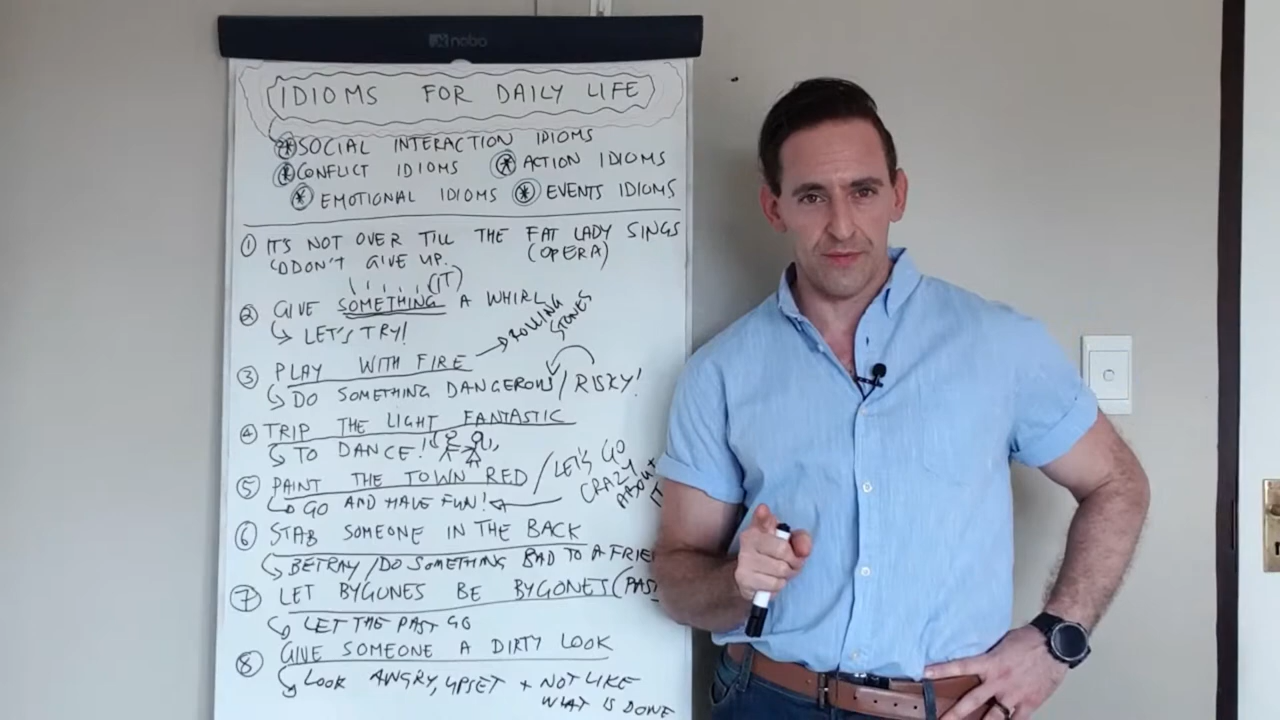 nobo
IDIOMS FOR DAILY LIFE
* SOCIAL INTERACTION IDIOMS
* CONFLICT IDIOMS * ACTION IDIOMS
* EMOTIONAL IDIOMS * EVENTS IDIOMS
① IT'S NOT OVER TILL THE FAT LADY SINGS
DON'T GIVE UP. (OPERA)
(IT)
② GIVE SOMETHING A WHIRL
↳ LET'S TRY!
③ PLAY WITH FIRE → ROLLING STONES
↳ DO SOMETHING DANGEROUS/RISKY!
④ TRIP THE LIGHT FANTASTIC
↳ TO DANCE!
⑤ PAINT THE TOWN RED / LET'S GO CRAZY ABOUT IT
↳ GO AND HAVE FUN!
⑥ STAB SOMEONE IN THE BACK
↳ BETRAY/DO SOMETHING BAD TO A FRIE
⑦ LET BYGONES BE BYGONES (PAS
↳ LET THE PAST GO
⑧ GIVE SOMEONE A DIRTY LOOK
↳ LOOK ANGRY, UPSET + NOT LIKE
WHAT IS DONE